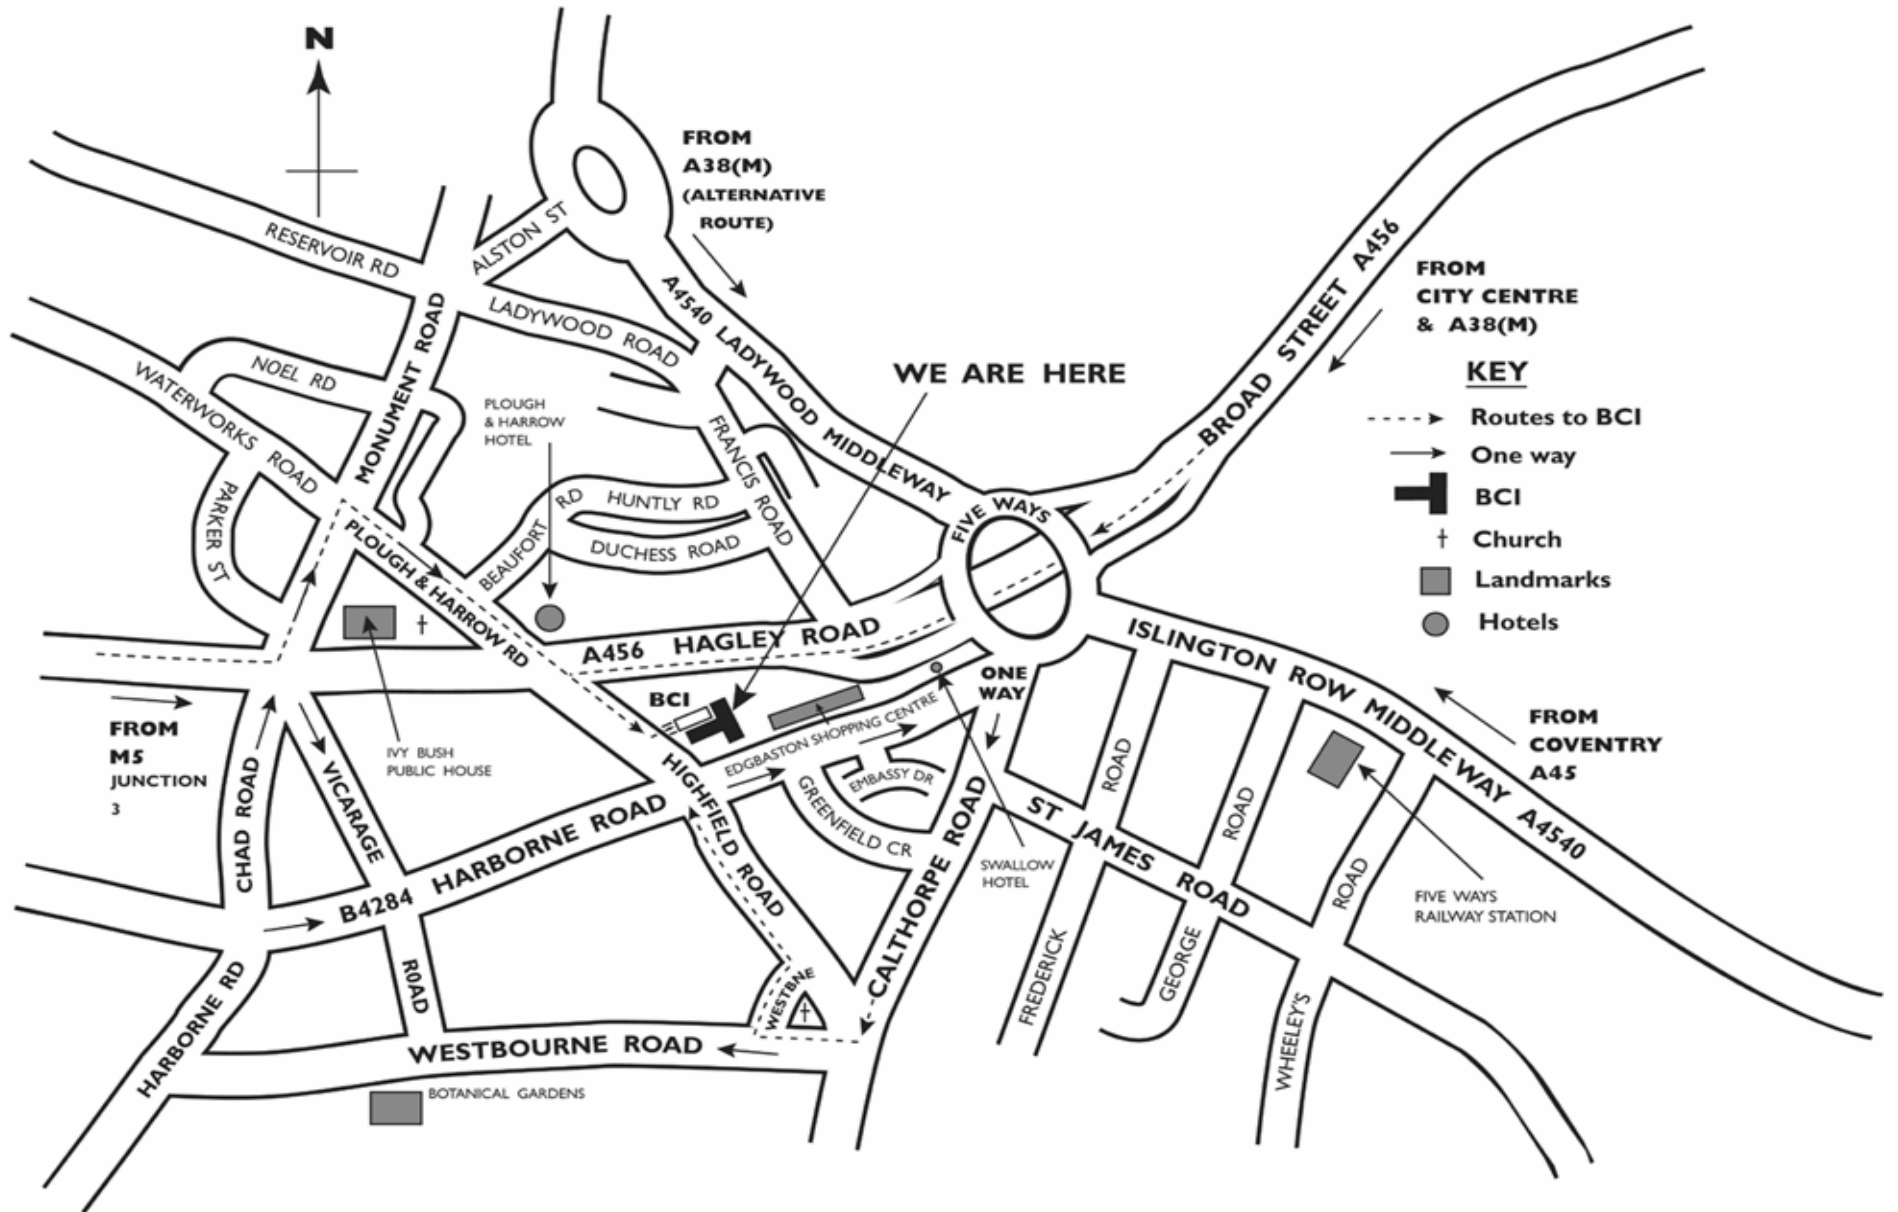 N
FROM
A38(M)
(ALTERNATIVE
ROUTE)
RESERVOIR RD
ALSTON ST
A4540 LADYWOOD MIDDLEWAY
BROAD STREET A456
FROM
CITY CENTRE
& A38(M)
KEY
Routes to BCI
One way
BCI
Church
Landmarks
Hotels
LADYWOOD ROAD
MONUMENT ROAD
NOEL RD
WATERWORKS ROAD
PARKER ST
WE ARE HERE
PLOUGH
& HARROW
HOTEL
FRANCIS ROAD
BEAUFORT RD
HUNTLY RD
DUCHESS ROAD
FIVE WAYS
PLOUGH & HARROW RD
A456 HAGLEY ROAD
ISLINGTON ROW MIDDLEWAY A4540
FROM
COVENTRY
A45
ONE
WAY
BCI
EDGBASTON SHOPPING CENTRE
FROM
M5
JUNCTION
3
IVY BUSH
PUBLIC HOUSE
CHAD ROAD
VICARAGE
ROAD
B4284 HARBORNE ROAD
HIGHFIELD ROAD
EMBASSY DR
GREENFIELD CR
CALTHORPE ROAD
SWALLOW
HOTEL
ST JAMES ROAD
ROAD
FREDERICK
ROAD
GEORGE
ROAD
WHEELEY'S
FIVE WAYS
RAILWAY STATION
HARBORNE RD
WESTBNE
WESTBOURNE ROAD
BOTANICAL GARDENS